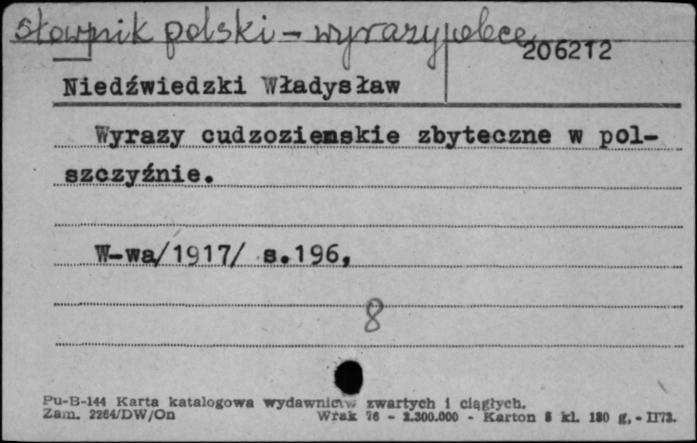 słownik polski - wyrazy obce
206212
Niedźwiedzki Władysław
Wyrazy cudzoziemskie zbyteczne w pol-
szczyźnie.
W-wa/1917/ s.196,
8
Pu-B-144 Karta katalogowa wydawnictw zwartych i ciągłych.
Zam. 2264/DW/On Wrak 76 - 2.300.000 - Karton 8 kl. 180 g. - II73.